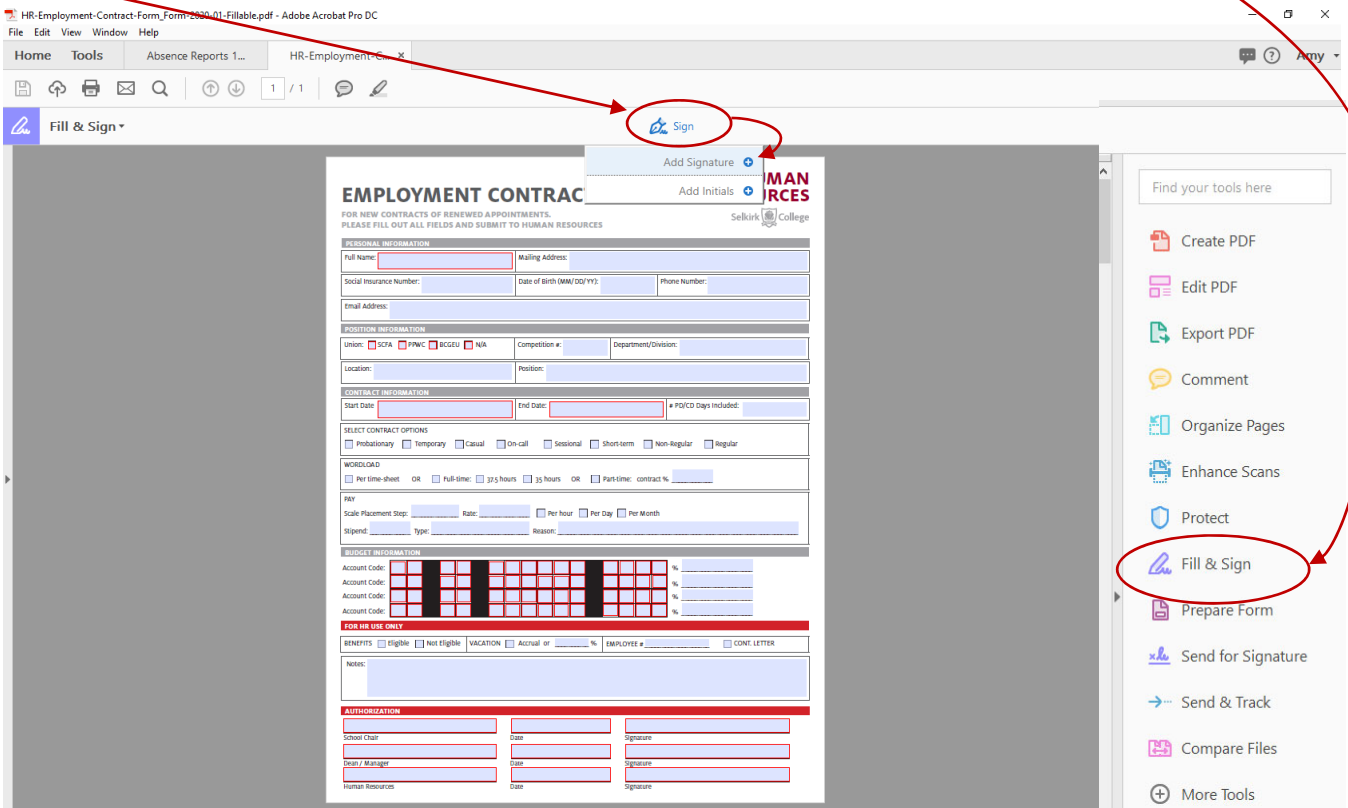 HR-Employment-Contract-Form_Form-2020-01-Fillable.pdf - Adobe Acrobat Pro DC
File Edit View Window Help
Home Tools Absence Reports 1... HR-Employment-C... ×
Amy
1 / 1
Fill & Sign
Sign
Add Signature
Add Initials
EMPLOYMENT CONTRAC
MAN
RCES
FOR NEW CONTRACTS OF RENEWED APPOINTMENTS.
PLEASE FILL OUT ALL FIELDS AND SUBMIT TO HUMAN RESOURCES
Selkirk College
PERSONAL INFORMATION
Full Name: Mailing Address:
Social Insurance Number: Date of Birth (MM/DD/YY): Phone Number:
Email Address:
POSITION INFORMATION
Union: SCFA PPWC BCGEU N/A Competition #: Department/Division:
Location: Position:
CONTRACT INFORMATION
Start Date End Date: # PD/CD Days Included:
SELECT CONTRACT OPTIONS
Probationary Temporary Casual On-call Sessional Short-term Non-Regular Regular
WORDLOAD
Per time-sheet OR Full-time: 37.5 hours 35 hours OR Part-time: contract %
PAY
Scale Placement Step: Rate: Per hour Per Day Per Month
Stipend: Type: Reason:
BUDGET INFORMATION
Account Code: %
Account Code: %
Account Code: %
Account Code: %
FOR HR USE ONLY
BENEFITS Eligible Not Eligible VACATION Accrual or % EMPLOYEE # CONT. LETTER
Notes:
AUTHORIZATION
School Chair Date Signature
Dean / Manager Date Signature
Human Resources Date Signature
Find your tools here
Create PDF
Edit PDF
Export PDF
Comment
Organize Pages
Enhance Scans
Protect
Fill & Sign
Prepare Form
Send for Signature
Send & Track
Compare Files
More Tools